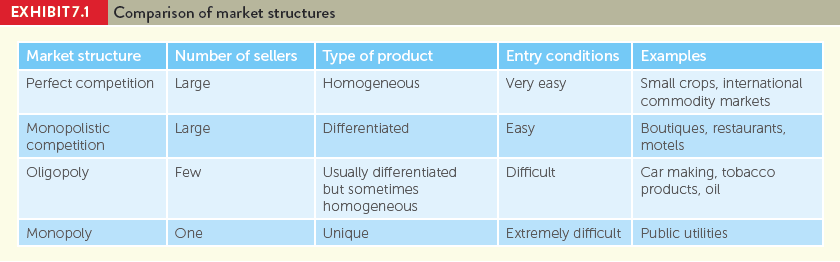 EXHIBIT 7.1 Comparison of market structures
Market structure Number of sellers Type of product Entry conditions Examples
Perfect competition Large Homogeneous Very easy Small crops, international
commodity markets
Monopolistic Large Differentiated Easy Boutiques, restaurants,
competition motels
Oligopoly Few Usually differentiated Difficult Car making, tobacco
but sometimes products, oil
homogeneous
Monopoly One Unique Extremely difficult Public utilities